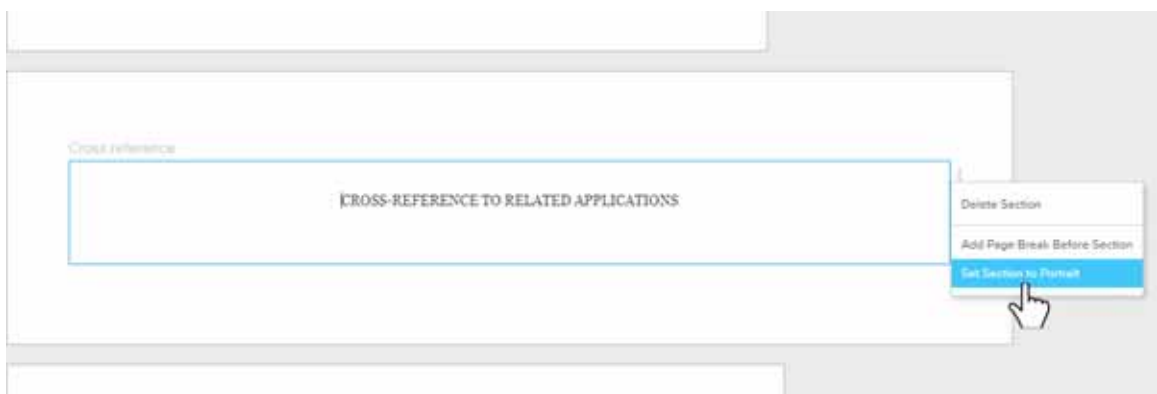 Cross reference
CROSS-REFERENCE TO RELATED APPLICATIONS
Delete Section
Add Page Break Before Section
Set Section to Portrait